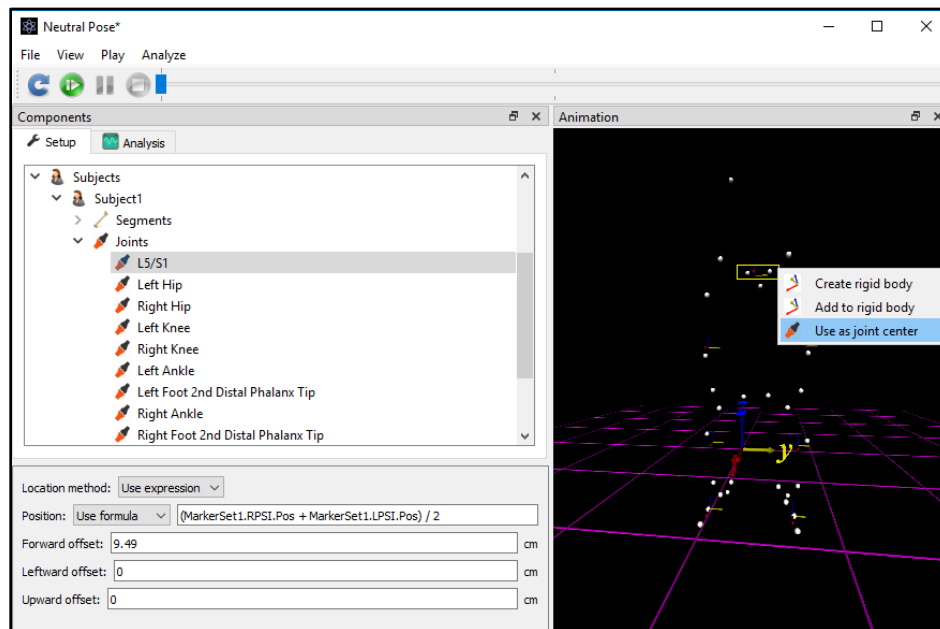 Neutral Pose*
File View Play Analyze
Components
Animation
Setup Analysis
Subjects
Subject1
Segments
Joints
L5/S1
Left Hip
Right Hip
Left Knee
Right Knee
Left Ankle
Left Foot 2nd Distal Phalanx Tip
Right Ankle
Right Foot 2nd Distal Phalanx Tip
Location method: Use expression
Position: Use formula (MarkerSet1.RPSI.Pos + MarkerSet1.LPSI.Pos) / 2
Forward offset: 9.49 cm
Leftward offset: 0 cm
Upward offset: 0 cm
Create rigid body
Add to rigid body
Use as joint center
z
y